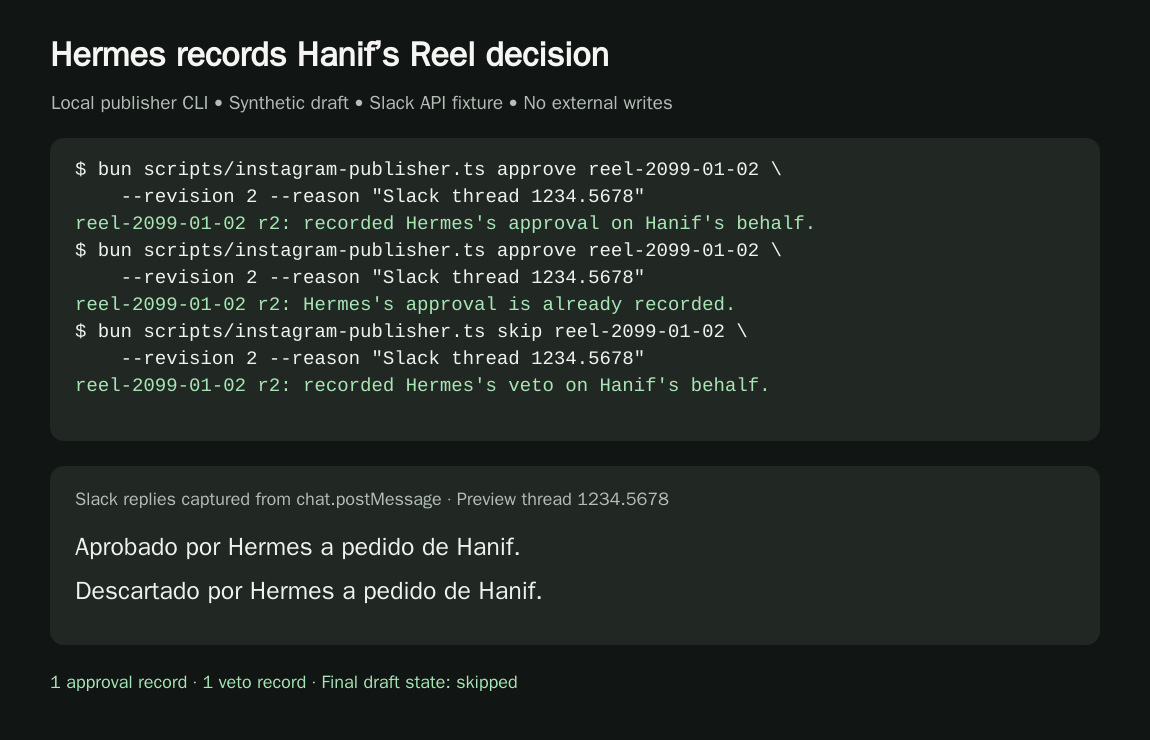 Hermes records Hanif's Reel decision
Local publisher CLI • Synthetic draft • Slack API fixture • No external writes
$ bun scripts/instagram-publisher.ts approve reel-2099-01-02 \
--revision 2 --reason "Slack thread 1234.5678"
reel-2099-01-02 r2: recorded Hermes's approval on Hanif's behalf.
$ bun scripts/instagram-publisher.ts approve reel-2099-01-02 \
--revision 2 --reason "Slack thread 1234.5678"
reel-2099-01-02 r2: Hermes's approval is already recorded.
$ bun scripts/instagram-publisher.ts skip reel-2099-01-02 \
--revision 2 --reason "Slack thread 1234.5678"
reel-2099-01-02 r2: recorded Hermes's veto on Hanif's behalf.
Slack replies captured from chat.postMessage · Preview thread 1234.5678
Aprobado por Hermes a pedido de Hanif.
Descartado por Hermes a pedido de Hanif.
1 approval record · 1 veto record · Final draft state: skipped